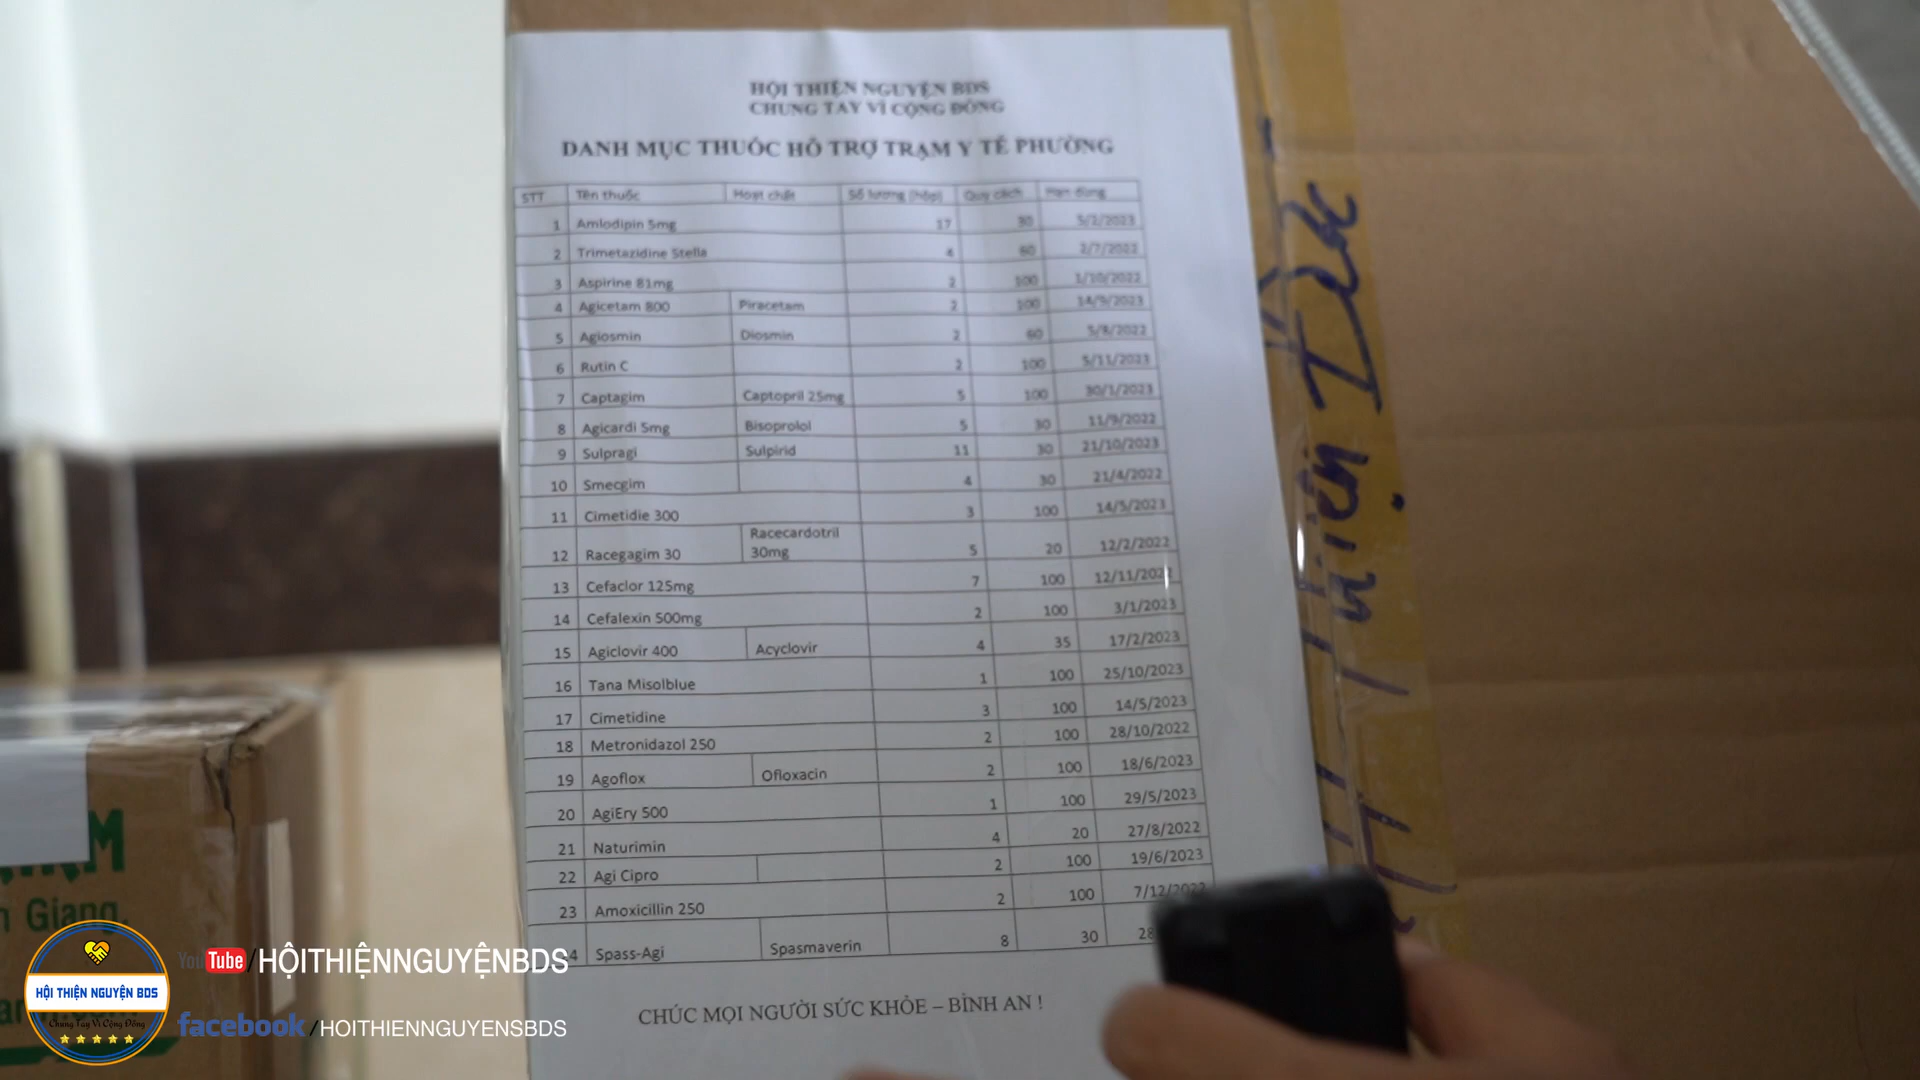 HỘI THIỆN NGUYỆN BDS
CHUNG TAY VÌ CỘNG ĐỒNG
DANH MỤC THUỐC HỖ TRỢ TRẠM Y TẾ PHƯỜNG
STT Tên thuốc Hoạt chất Số lượng (hộp) Quy cách Hạn dùng
1 Amlodipin 5mg 17 30 5/2/2023
2 Trimetazidine Stella 4 60 2/7/2022
3 Aspirine 81mg 2 100 1/10/2022
4 Agicetam 800 Piracetam 2 100 14/9/2023
5 Agiosmin Diosmin 2 60 5/8/2022
6 Rutin C 2 100 5/11/2023
7 Captagim Captopril 25mg 5 100 30/1/2023
8 Agicardi 5mg Bisoprolol 5 30 11/9/2022
9 Sulpragi Sulpirid 11 30 21/10/2023
10 Smecgim 4 30 21/4/2022
11 Cimetidie 300 3 100 14/5/2023
12 Racegagim 30 Racecardotril 30mg 5 20 12/2/2022
13 Cefaclor 125mg 7 100
14 Cefalexin 500mg 2 100 3/1/2023
15 Agiclovir 400 Acyclovir 4 35 17/2/2023
16 Tana Misolblue 1 100 25/10/2023
17 Cimetidine 3 100 14/5/2023
18 Metronidazol 250 2 100 28/10/2022
19 Agoflox Ofloxacin 2 100 18/6/2023
20 AgiEry 500 1 100 29/5/2023
21 Naturimin 4 20 27/8/2022
22 Agi Cipro 2 100 19/6/2023
23 Amoxicillin 250 2 100 7/12/2022
4 Spass-Agi Spasmaverin 8 30 28
CHÚC MỌI NGƯỜI SỨC KHỎE – BÌNH AN !
Thiện Đức
Giang.
HỘI THIỆN NGUYỆN BDS
Chung Tay Vì Cộng Đồng
YouTube/HỘITHIỆNNGUYỆNBDS
facebook/HOITHIENNGUYENSBDS